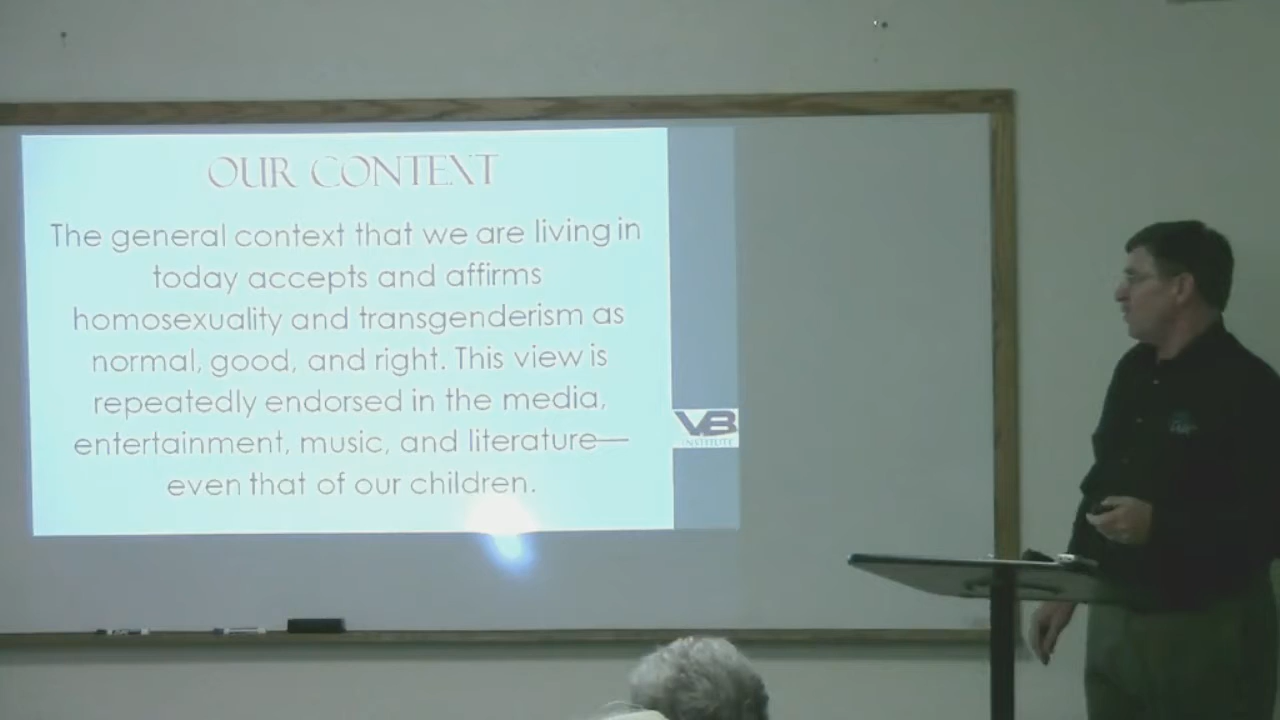 OUR CONTEXT
The general context that we are living in
today accepts and affirms
homosexuality and transgenderism as
normal, good, and right. This view is
repeatedly endorsed in the media,
entertainment, music, and literature—
even that of our children.
VB
INSTITUTE